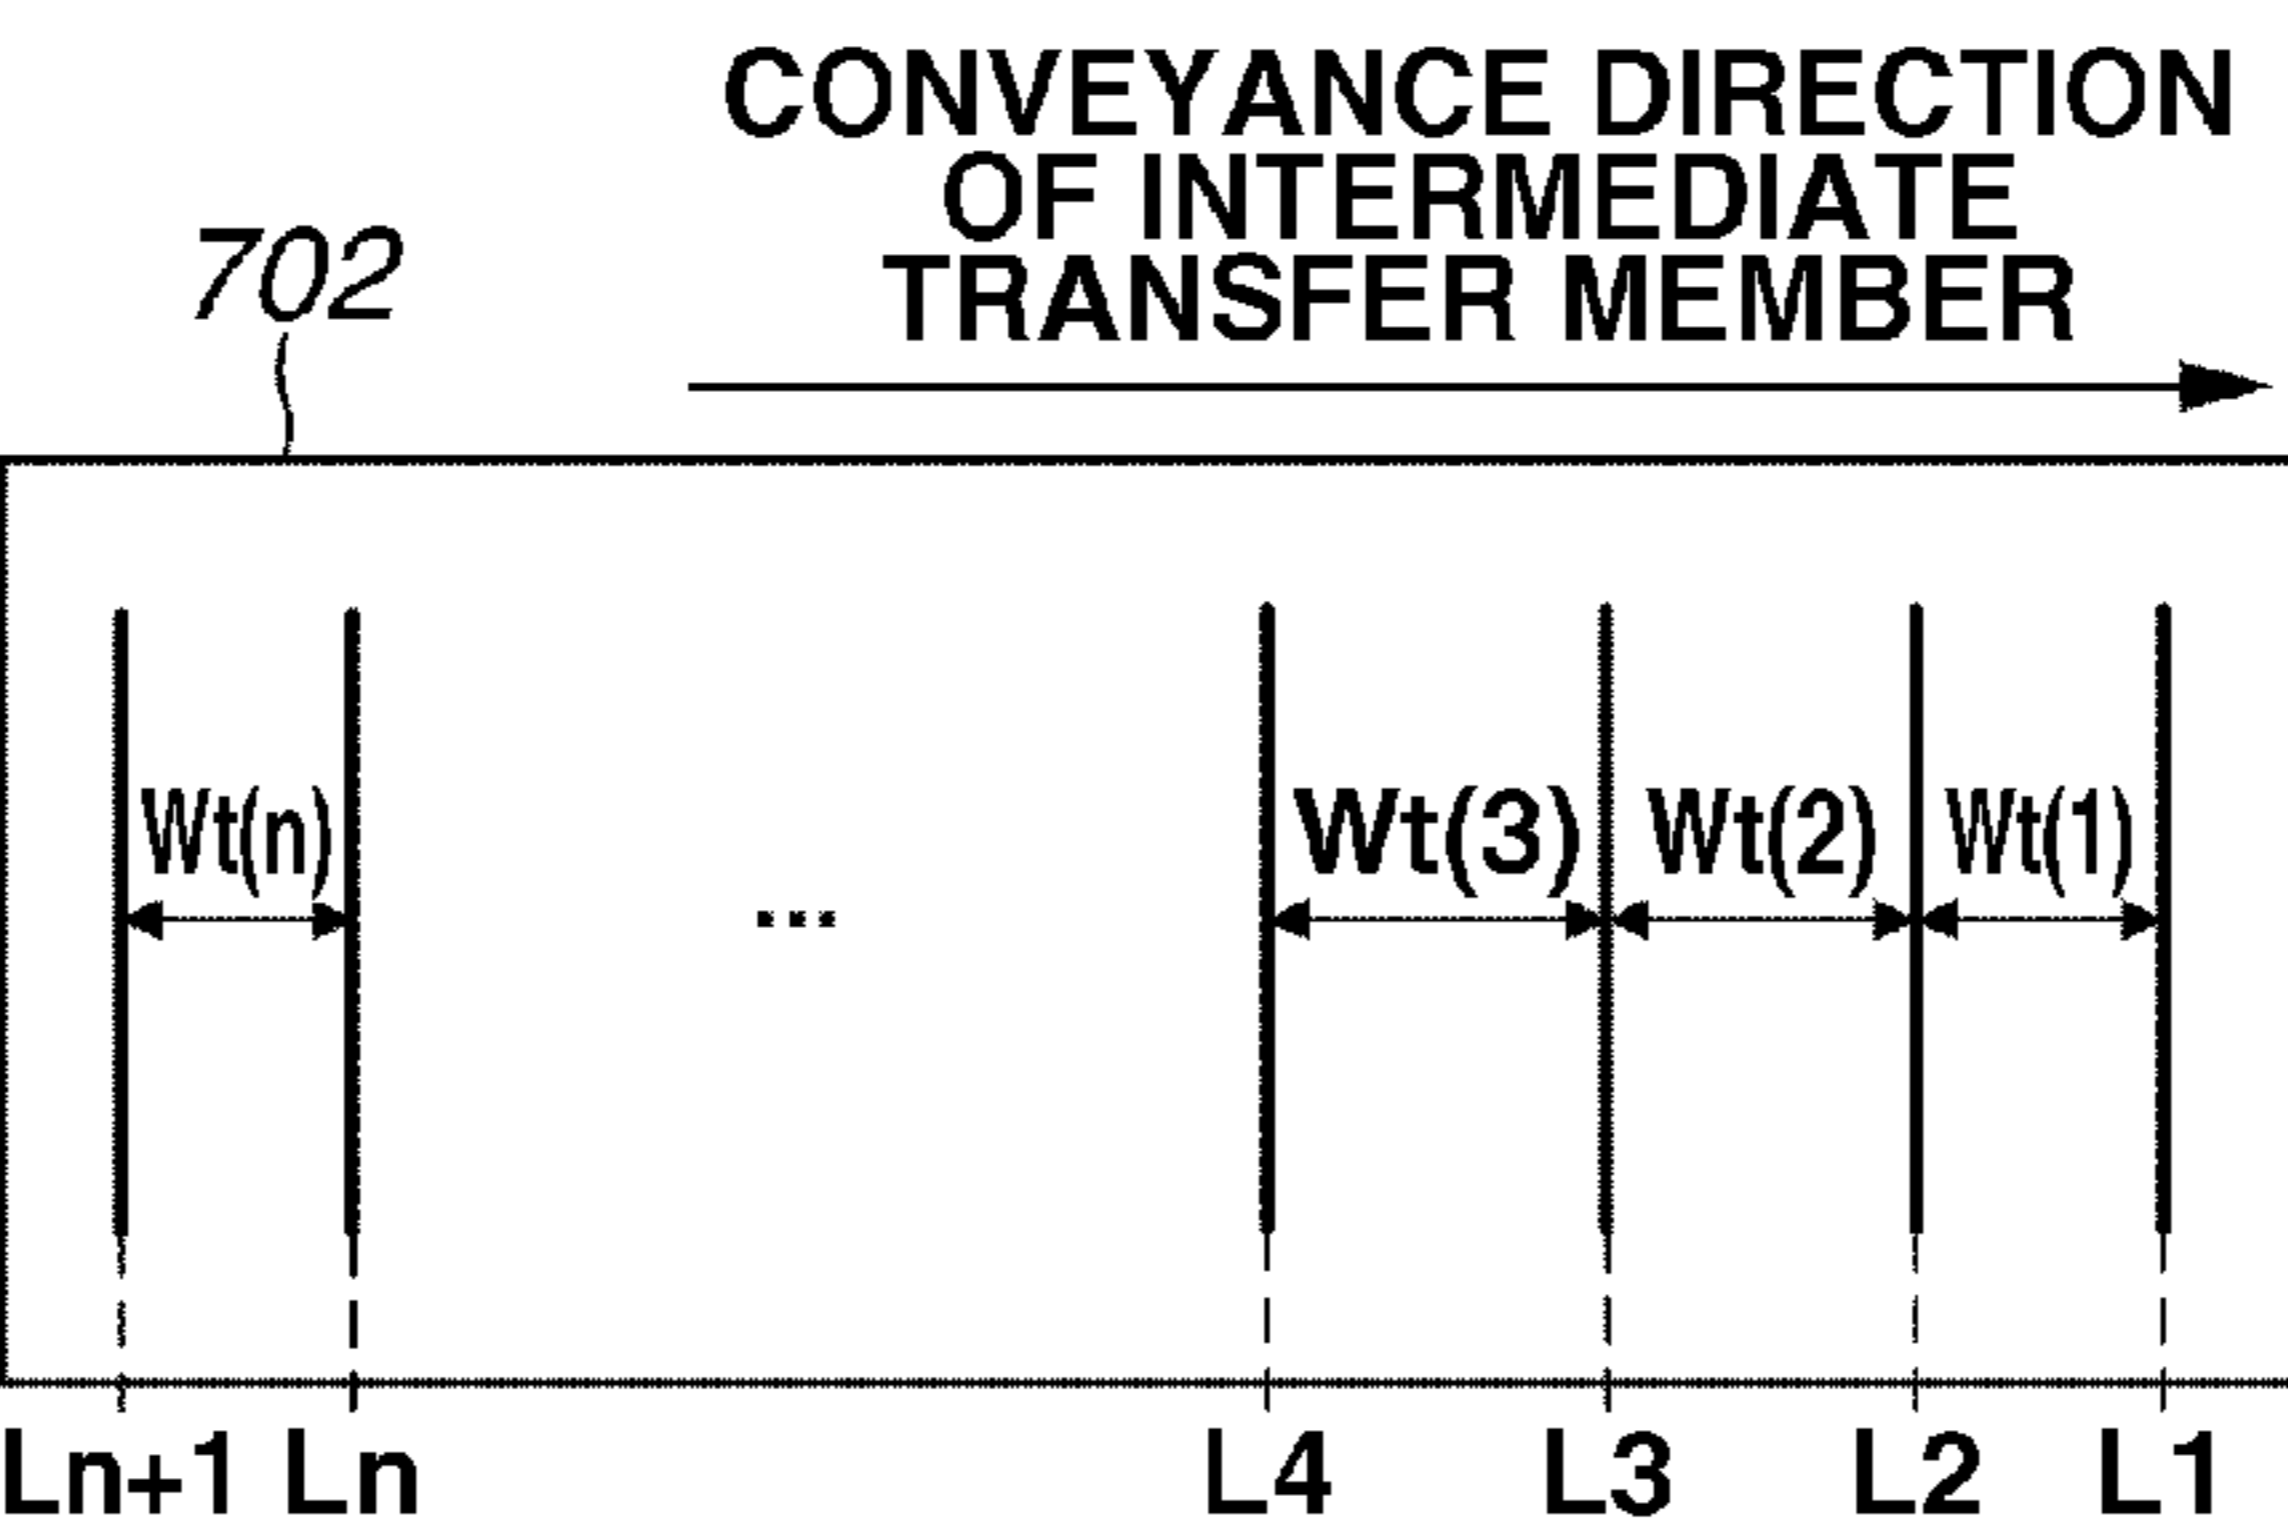 CONVEYANCE DIRECTION
OF INTERMEDIATE
TRANSFER MEMBER
702
Wt(n)
...
Wt(3)
Wt(2)
Wt(1)
Ln+1
Ln
L4
L3
L2
L1